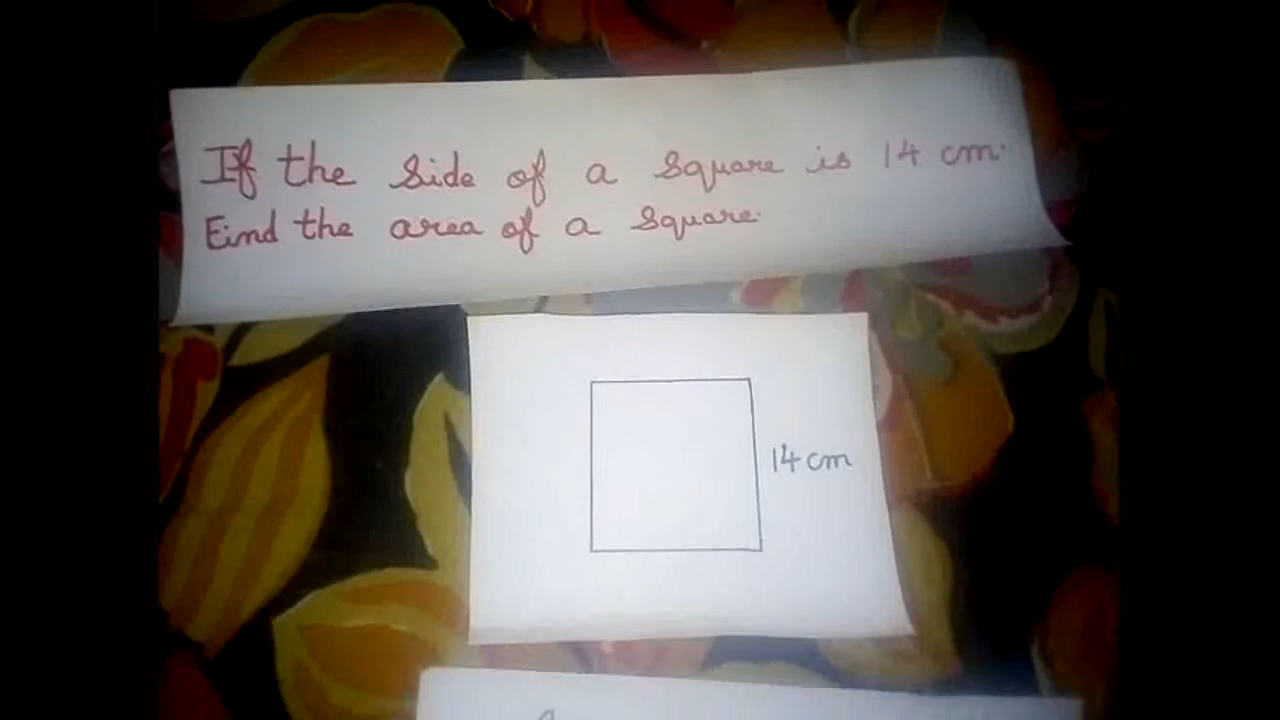 If the side of a square is 14 cm.
Find the area of a square.
14 cm